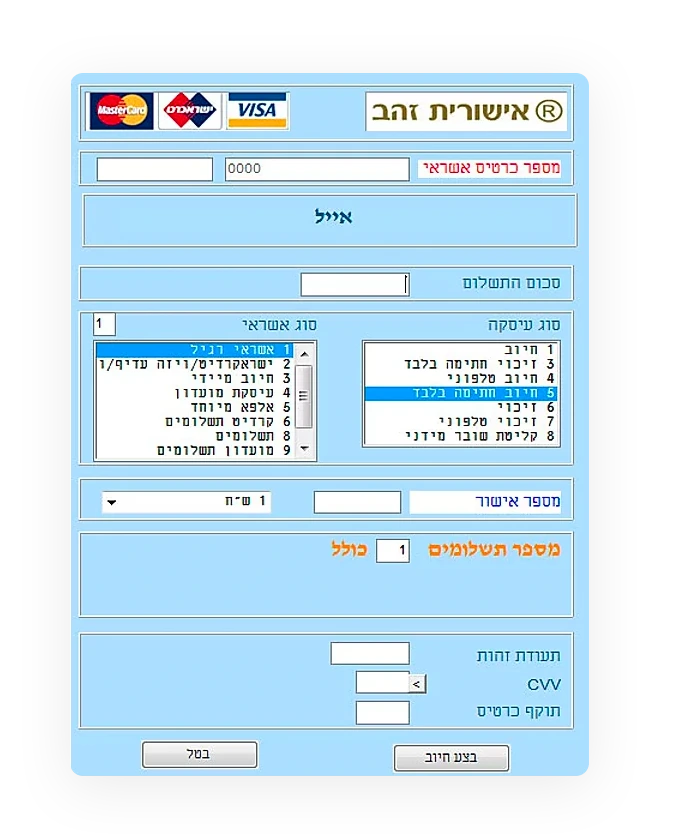 ® אישורית זהב
VISA
ישראכרט
MasterCard
מספר כרטיס אשראי
0000
אייל
סכום התשלום
סוג עיסקה
1 חיוב
3 זיכוי חתימה בלבד
4 חיוב טלפוני
5 חיוב חתימה בלבד
6 זיכוי
7 זיכוי טלפוני
8 קליטת שובר מידני
סוג אשראי
1
1 אשראי רגיל
2 ישראקרדיט/ויזה עדיף/ו
3 חיוב מיידי
4 עיסקת מועדון
5 אלפא מיוחד
6 קרדיט תשלומים
8 תשלומים
9 מועדון תשלומים
מספר אישור
1 ש"ח
מספר תשלומים 1 כולל
תעודת זהות
CVV
<
תוקף כרטיס
בצע חיוב
בטל